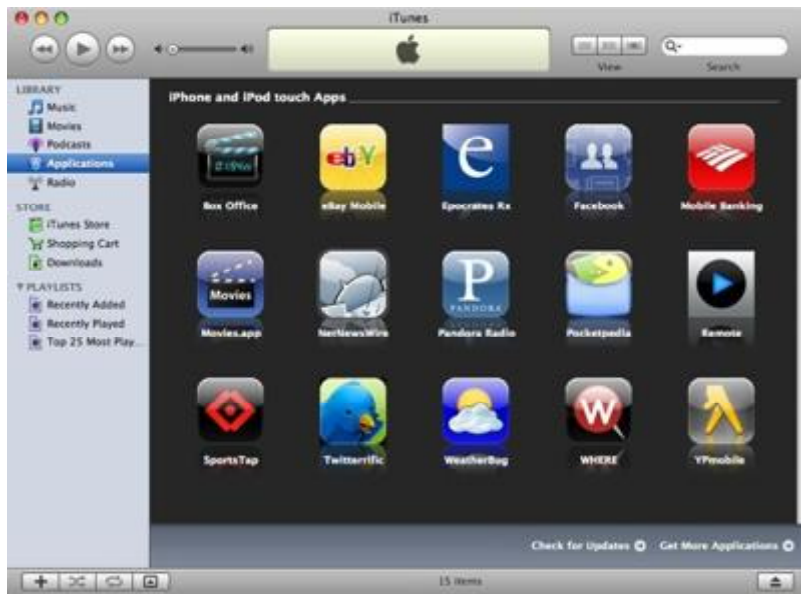 iTunes
View
Search
LIBRARY
Music
Movies
Podcasts
Applications
Radio
STORE
iTunes Store
Shopping Cart
Downloads
PLAYLISTS
Recently Added
Recently Played
Top 25 Most Play...
iPhone and iPod touch Apps
ebY
e
Box Office
eBay Mobile
Epocrates Rx
Facebook
Mobile Banking
Movies
P
PANDORA
Movies.app
NetNewsWire
Pandora Radio
Pocketpedia
Remote
W
SportsTap
Twitterrific
WeatherBug
WHERE
YPmobile
Check for Updates
Get More Applications
15 items